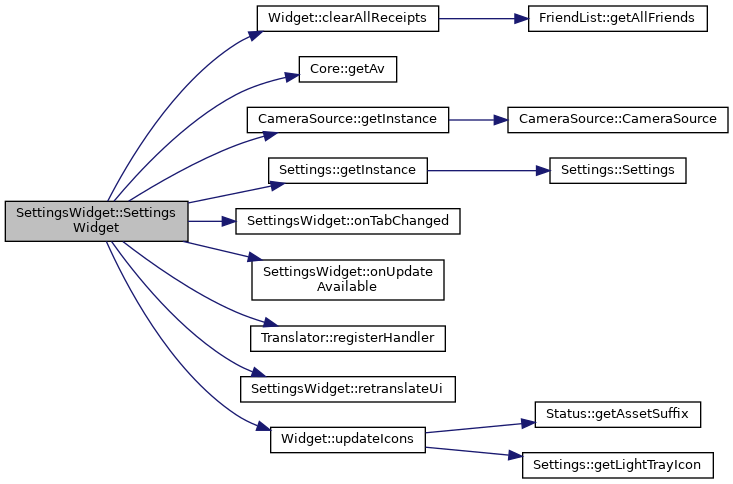 Widget::clearAllReceipts
FriendList::getAllFriends
Core::getAv
CameraSource::getInstance
CameraSource::CameraSource
Settings::getInstance
Settings::Settings
SettingsWidget::Settings
Widget
SettingsWidget::onTabChanged
SettingsWidget::onUpdate
Available
Translator::registerHandler
SettingsWidget::retranslateUi
Widget::updateIcons
Status::getAssetSuffix
Settings::getLightTrayIcon